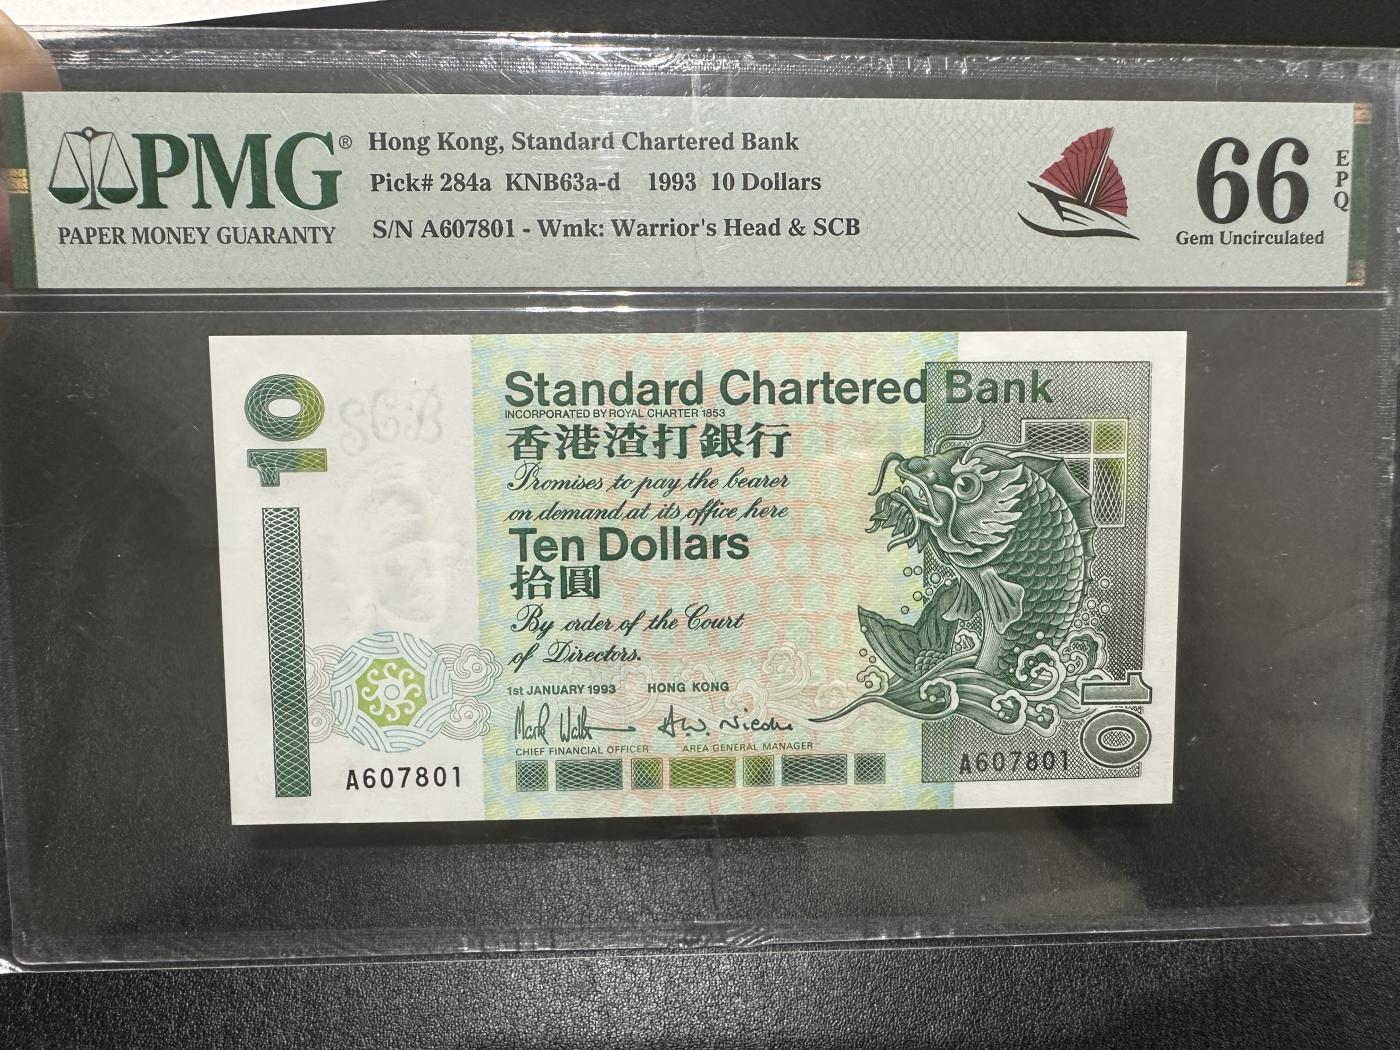 PMG®
PAPER MONEY GUARANTY
Hong Kong, Standard Chartered Bank
Pick# 284a KNB63a-d 1993 10 Dollars
S/N A607801 - Wmk: Warrior's Head & SCB
66 EPQ
Gem Uncirculated
10
SCB
Standard Chartered Bank
INCORPORATED BY ROYAL CHARTER 1853
香港渣打銀行
Promises to pay the bearer
on demand at its office here
Ten Dollars
拾圓
By order of the Court
of Directors.
1st JANUARY 1993 HONG KONG
CHIEF FINANCIAL OFFICER AREA GENERAL MANAGER
A607801
A607801
10